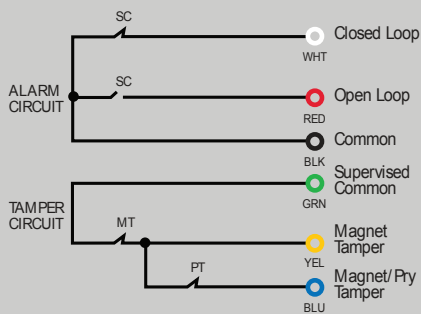 SC
Closed Loop
WHT
ALARM
CIRCUIT
SC
Open Loop
RED
Common
BLK
Supervised
Common
GRN
TAMPER
CIRCUIT
MT
Magnet
Tamper
YEL
PT
Magnet/Pry
Tamper
BLU